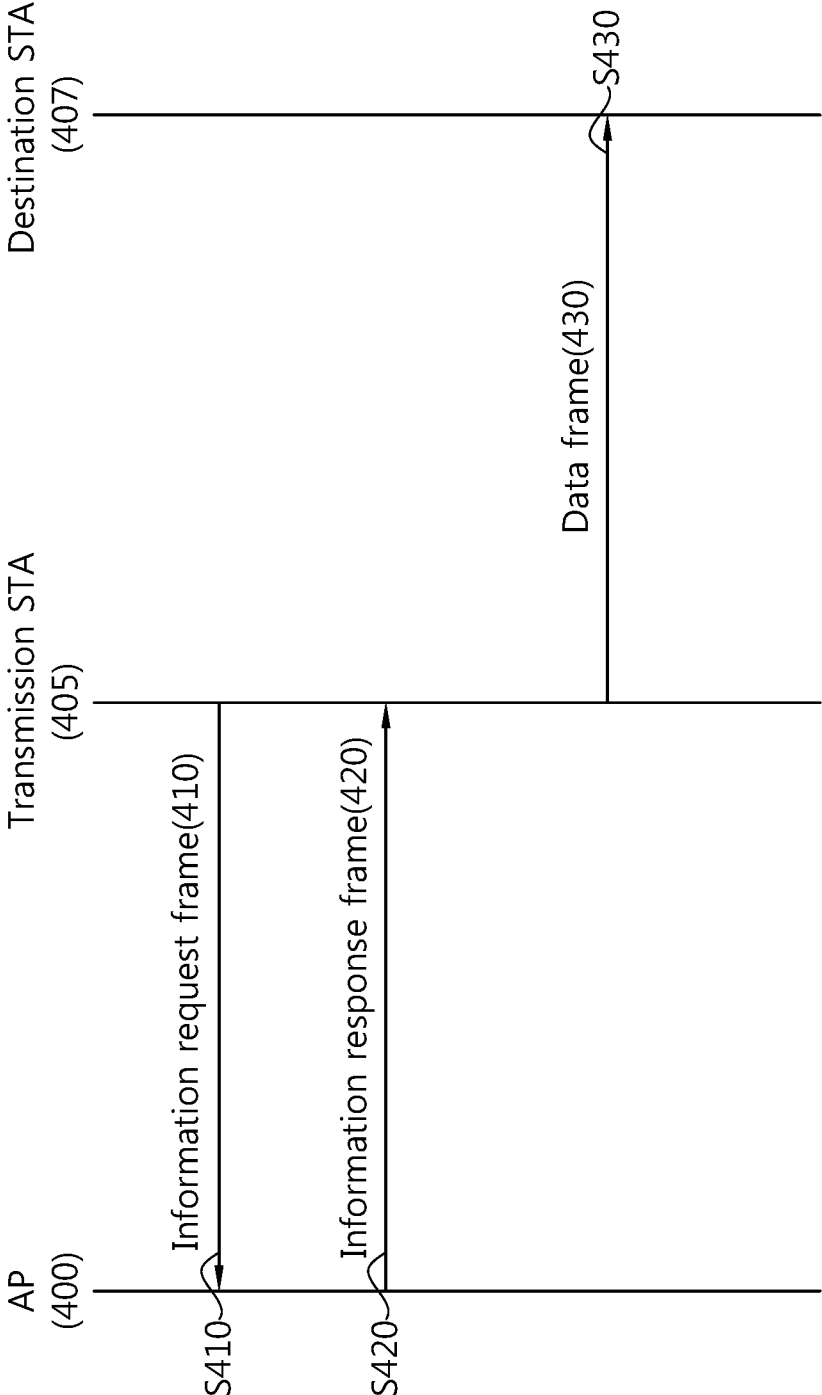 AP
(400)
Transmission STA
(405)
Destination STA
(407)
Information request frame(410)
S410
Information response frame(420)
S420
Data frame(430)
S430